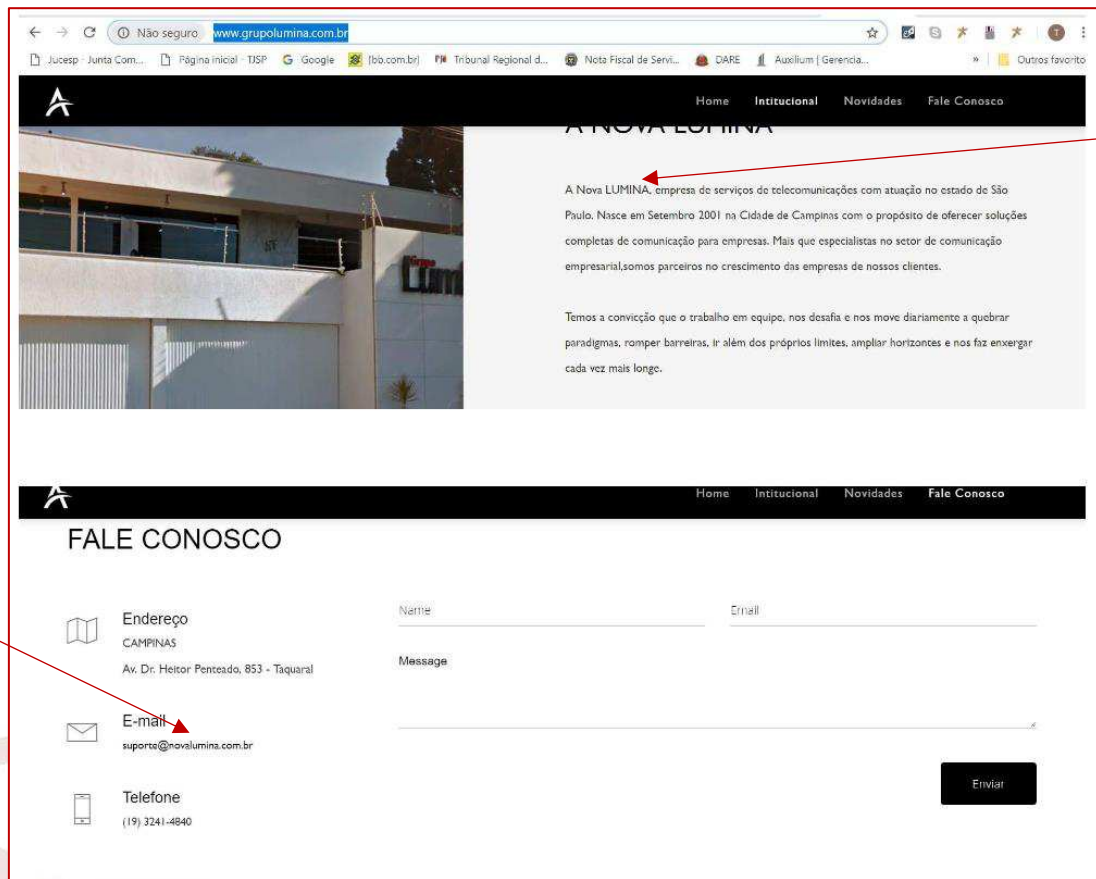 Não seguro www.grupolumina.com.br
Jucesp - Junta Com... Página inicial - TJSP G Google [bb.com.br] Tribunal Regional d... Nota Fiscal de Servi... DARE Auxilium | Gerencia... » Outros favorito
Home Intitucional Novidades Fale Conosco
A NOVA LUMINA
A Nova LUMINA, empresa de serviços de telecomunicações com atuação no estado de São
Paulo. Nasce em Setembro 2001 na Cidade de Campinas com o propósito de oferecer soluções
completas de comunicação para empresas. Mais que especialistas no setor de comunicação
empresarial,somos parceiros no crescimento das empresas de nossos clientes.
Temos a convicção que o trabalho em equipe, nos desafia e nos move diariamente a quebrar
paradigmas, romper barreiras, ir além dos próprios limites, ampliar horizontes e nos faz enxergar
cada vez mais longe.
Home Intitucional Novidades Fale Conosco
FALE CONOSCO
Endereço
CAMPINAS
Av. Dr. Heitor Penteado, 853 - Taquaral
E-mail
suporte@novalumina.com.br
Telefone
(19) 3241-4840
Name Email
Message
Enviar